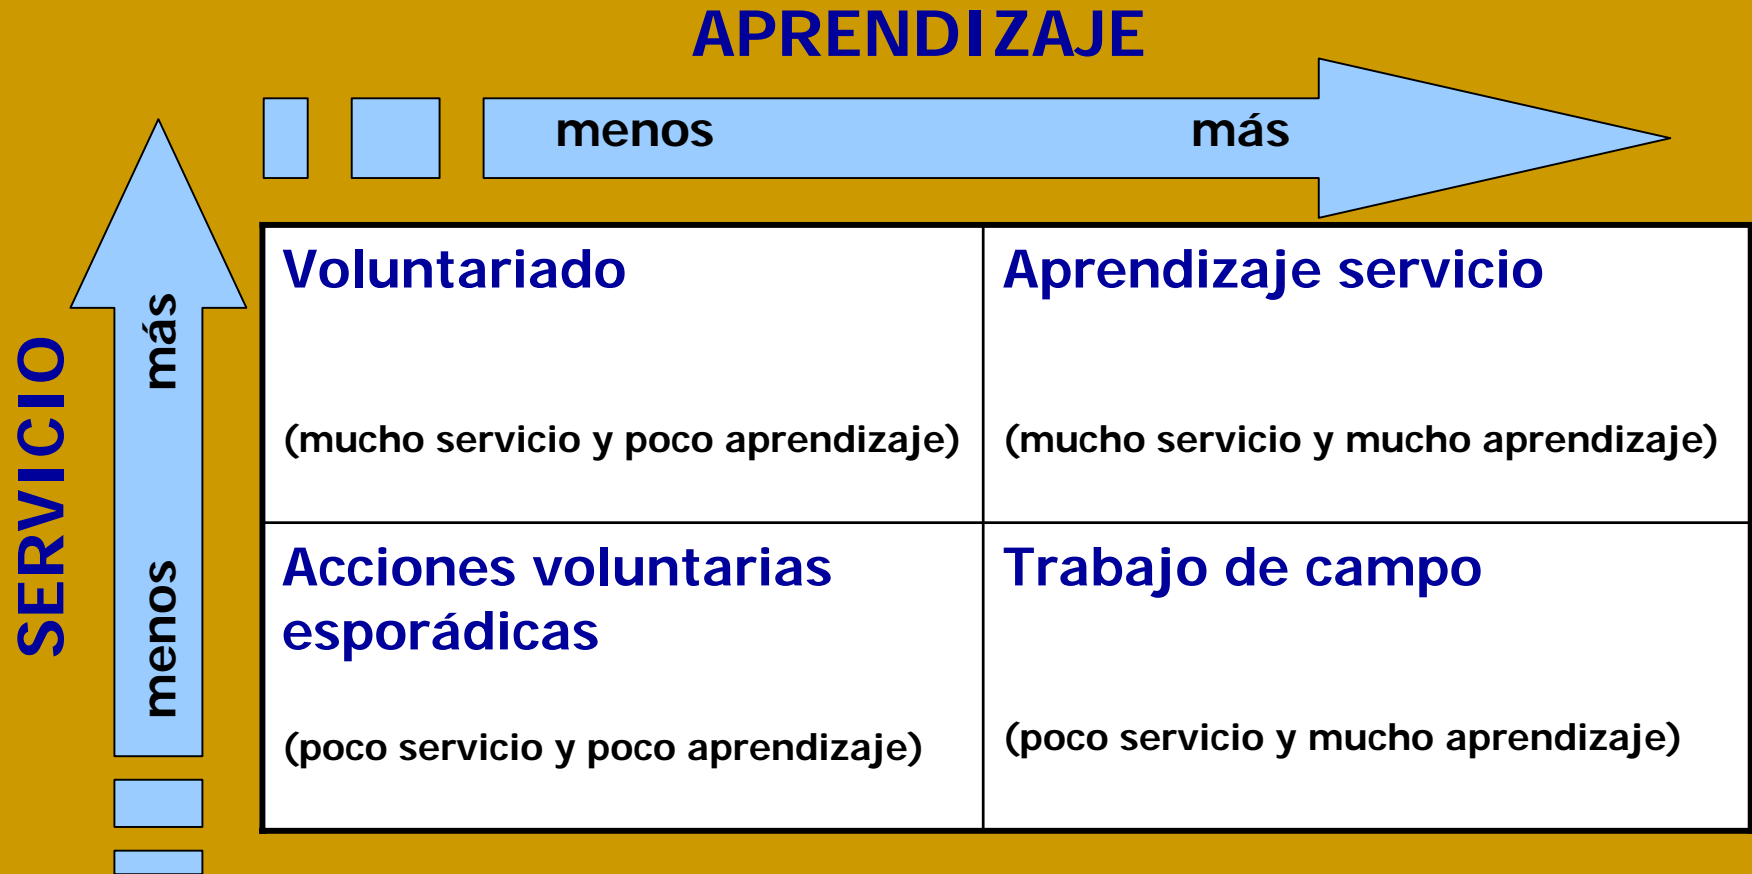 APRENDIZAJE
menos más
SERVICIO
más
menos
Voluntariado
(mucho servicio y poco aprendizaje)
Aprendizaje servicio
(mucho servicio y mucho aprendizaje)
Acciones voluntarias
esporádicas
(poco servicio y poco aprendizaje)
Trabajo de campo
(poco servicio y mucho aprendizaje)